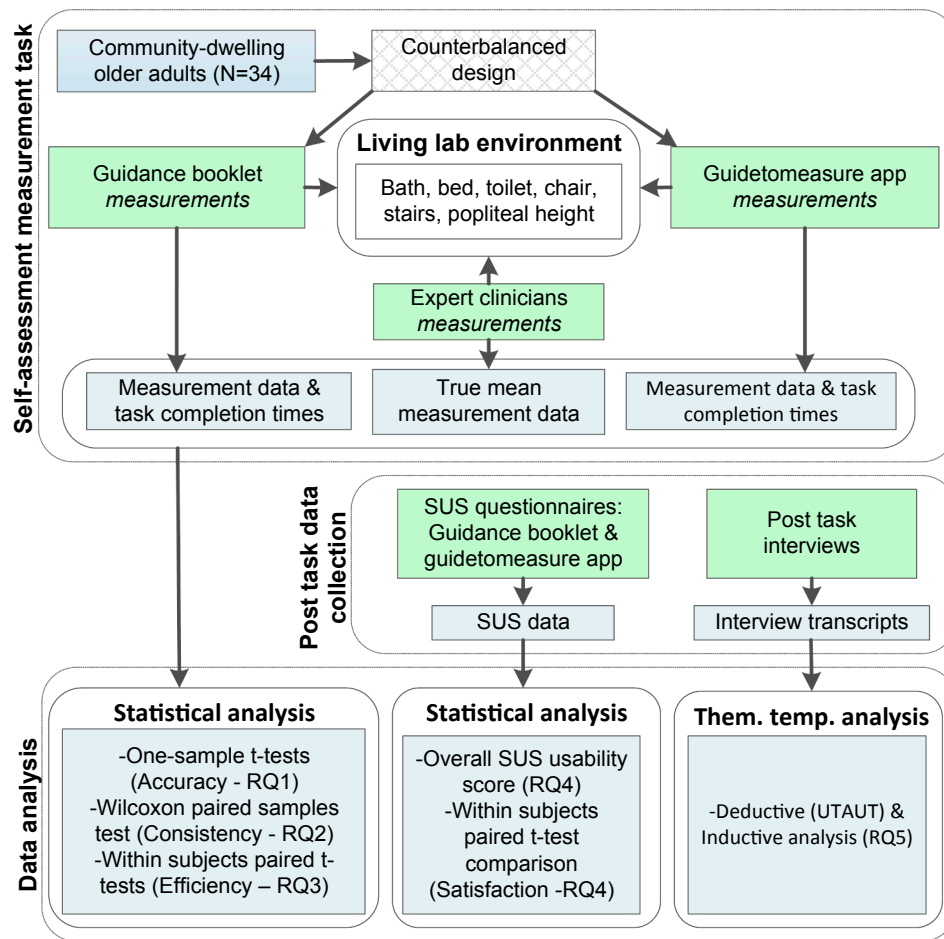 Self-assessment measurement task
Community-dwelling
older adults (N=34)
Counterbalanced
design
Living lab environment
Guidance booklet
measurements
Bath, bed, toilet, chair,
stairs, popliteal height
Guidetomeasure app
measurements
Expert clinicians
measurements
Measurement data &
task completion times
True mean
measurement data
Measurement data & task
completion times
Post task data
collection
SUS questionnaires:
Guidance booklet &
guidetomeasure app
Post task
interviews
SUS data
Interview transcripts
Data analysis
Statistical analysis
-One-sample t-tests
(Accuracy - RQ1)
-Wilcoxon paired samples
test (Consistency - RQ2)
-Within subjects paired t-
tests (Efficiency – RQ3)
Statistical analysis
-Overall SUS usability
score (RQ4)
-Within subjects
paired t-test
comparison
(Satisfaction -RQ4)
Them. temp. analysis
-Deductive (UTAUT) &
Inductive analysis (RQ5)